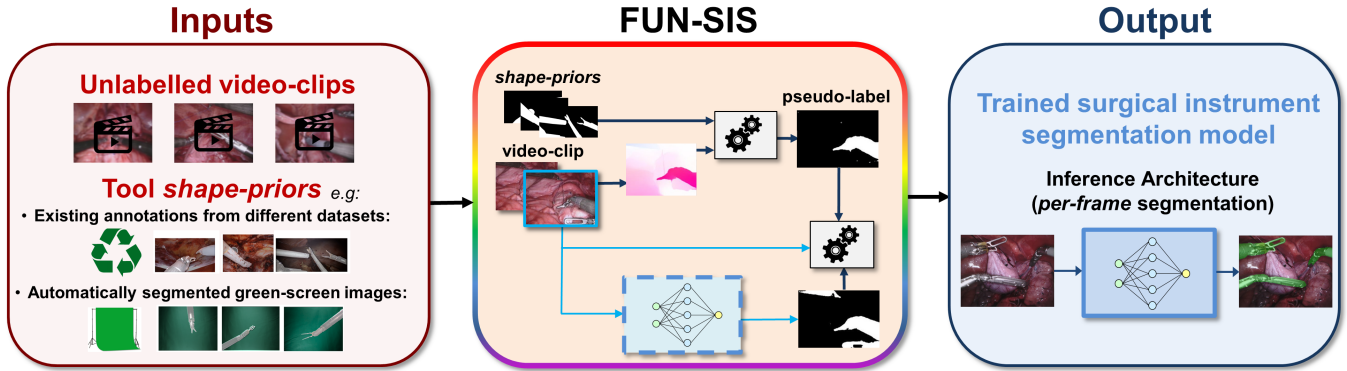 Inputs
Unlabelled video-clips
Tool shape-priors e.g:
• Existing annotations from different datasets:
• Automatically segmented green-screen images:
FUN-SIS
shape-priors
pseudo-label
video-clip
Output
Trained surgical instrument
segmentation model
Inference Architecture
(per-frame segmentation)